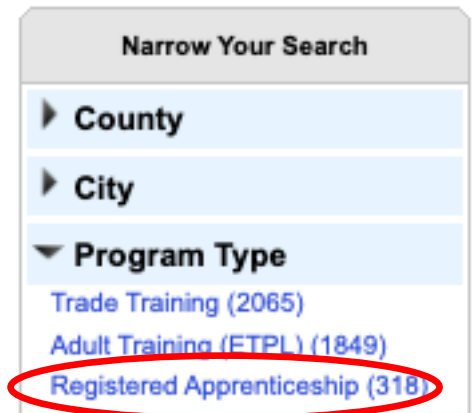 Narrow Your Search
County
City
Program Type
Trade Training (2065)
Adult Training (ETPL) (1849)
Registered Apprenticeship (318)